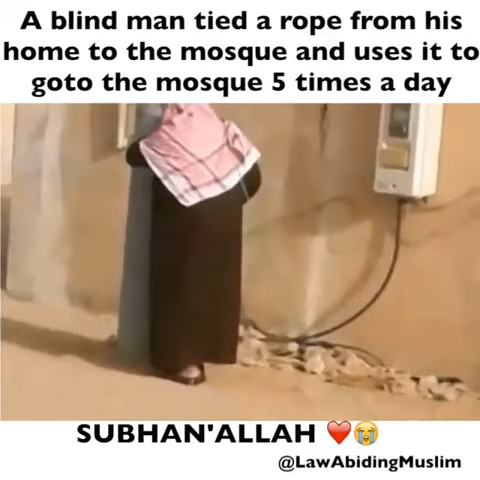 A blind man tied a rope from his
home to the mosque and uses it to
goto the mosque 5 times a day
SUBHAN'ALLAH ❤️😭
@LawAbidingMuslim